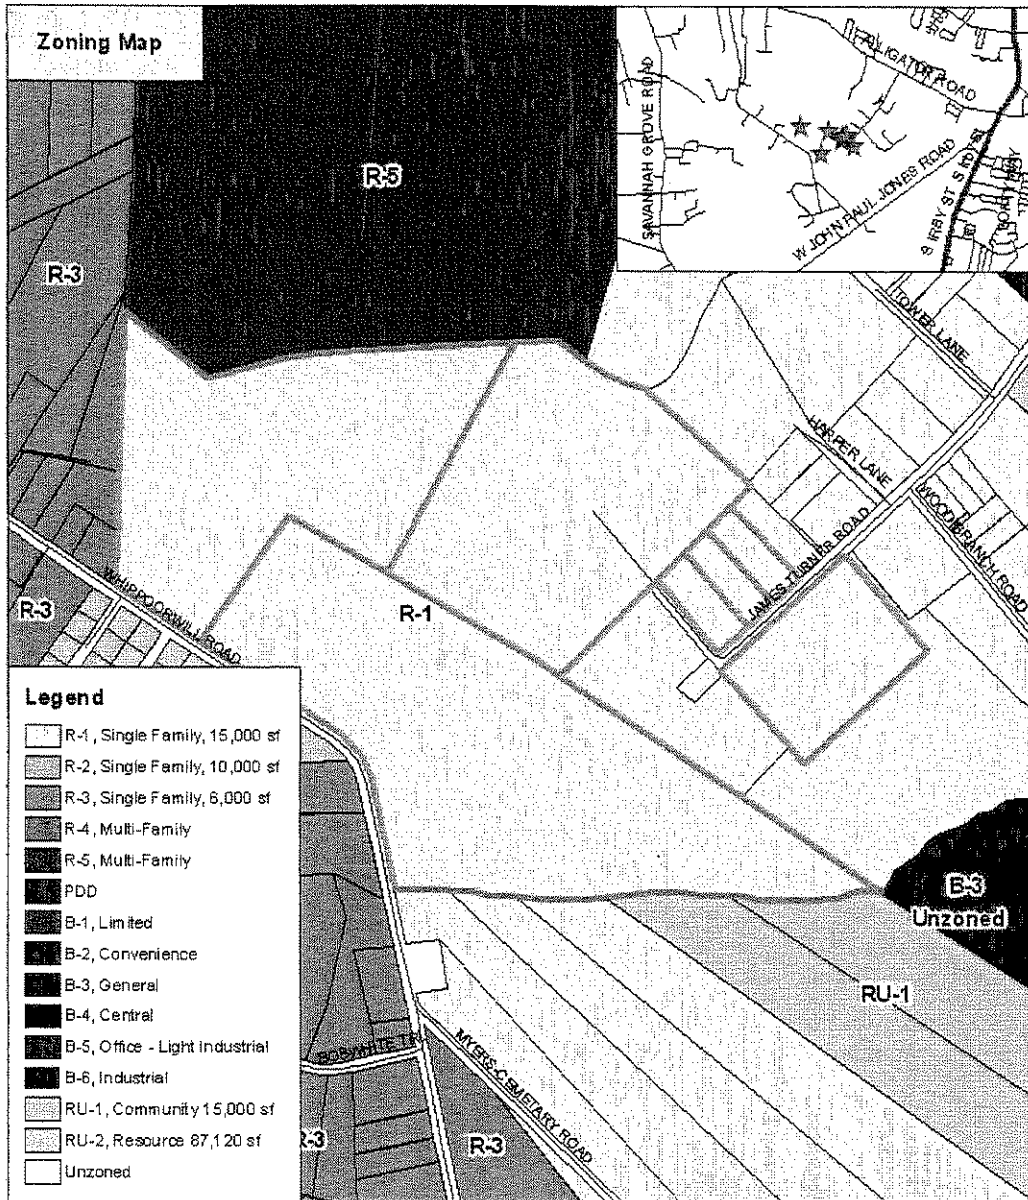 Zoning Map
ALLIGATOR ROAD
SAVANNAH GROVE ROAD
W JOHN PAUL JONES ROAD
S IRBY ST
R-5
R-3
TOWER LANE
HARPER LANE
WOODBRANCH ROAD
JAMES TURNER ROAD
R-3
WHIPPOORWILL ROAD
R-1
Legend
R-1, Single Family, 15,000 sf
R-2, Single Family, 10,000 sf
R-3, Single Family, 6,000 sf
R-4, Multi-Family
R-5, Multi-Family
PDD
B-1, Limited
B-2, Convenience
B-3, General
B-4, Central
B-5, Office - Light Industrial
B-6, Industrial
RU-1, Community 15,000 sf
RU-2, Resource 87,120 sf
Unzoned
B-3
Unzoned
RU-1
BOBWHITE
MYERS-CEMETARY ROAD
R-3
R-3